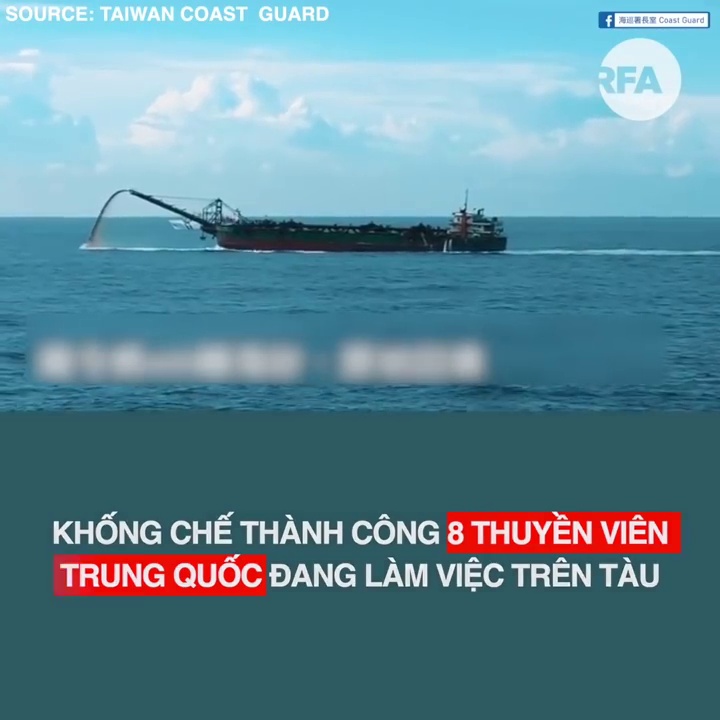 SOURCE: TAIWAN COAST GUARD
海巡署長室 Coast Guard
RFA
KHỐNG CHẾ THÀNH CÔNG 8 THUYỀN VIÊN
TRUNG QUỐC ĐANG LÀM VIỆC TRÊN TÀU